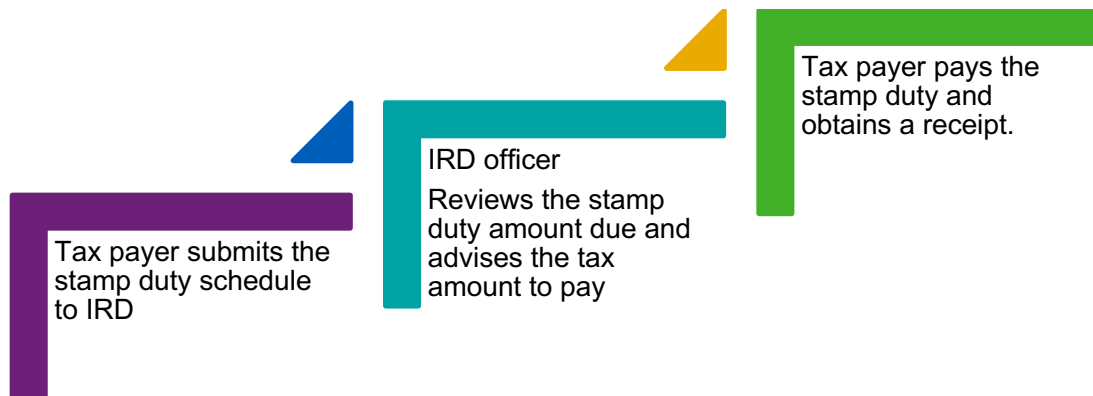 Tax payer submits the
stamp duty schedule
to IRD
IRD officer
Reviews the stamp
duty amount due and
advises the tax
amount to pay
Tax payer pays the
stamp duty and
obtains a receipt.